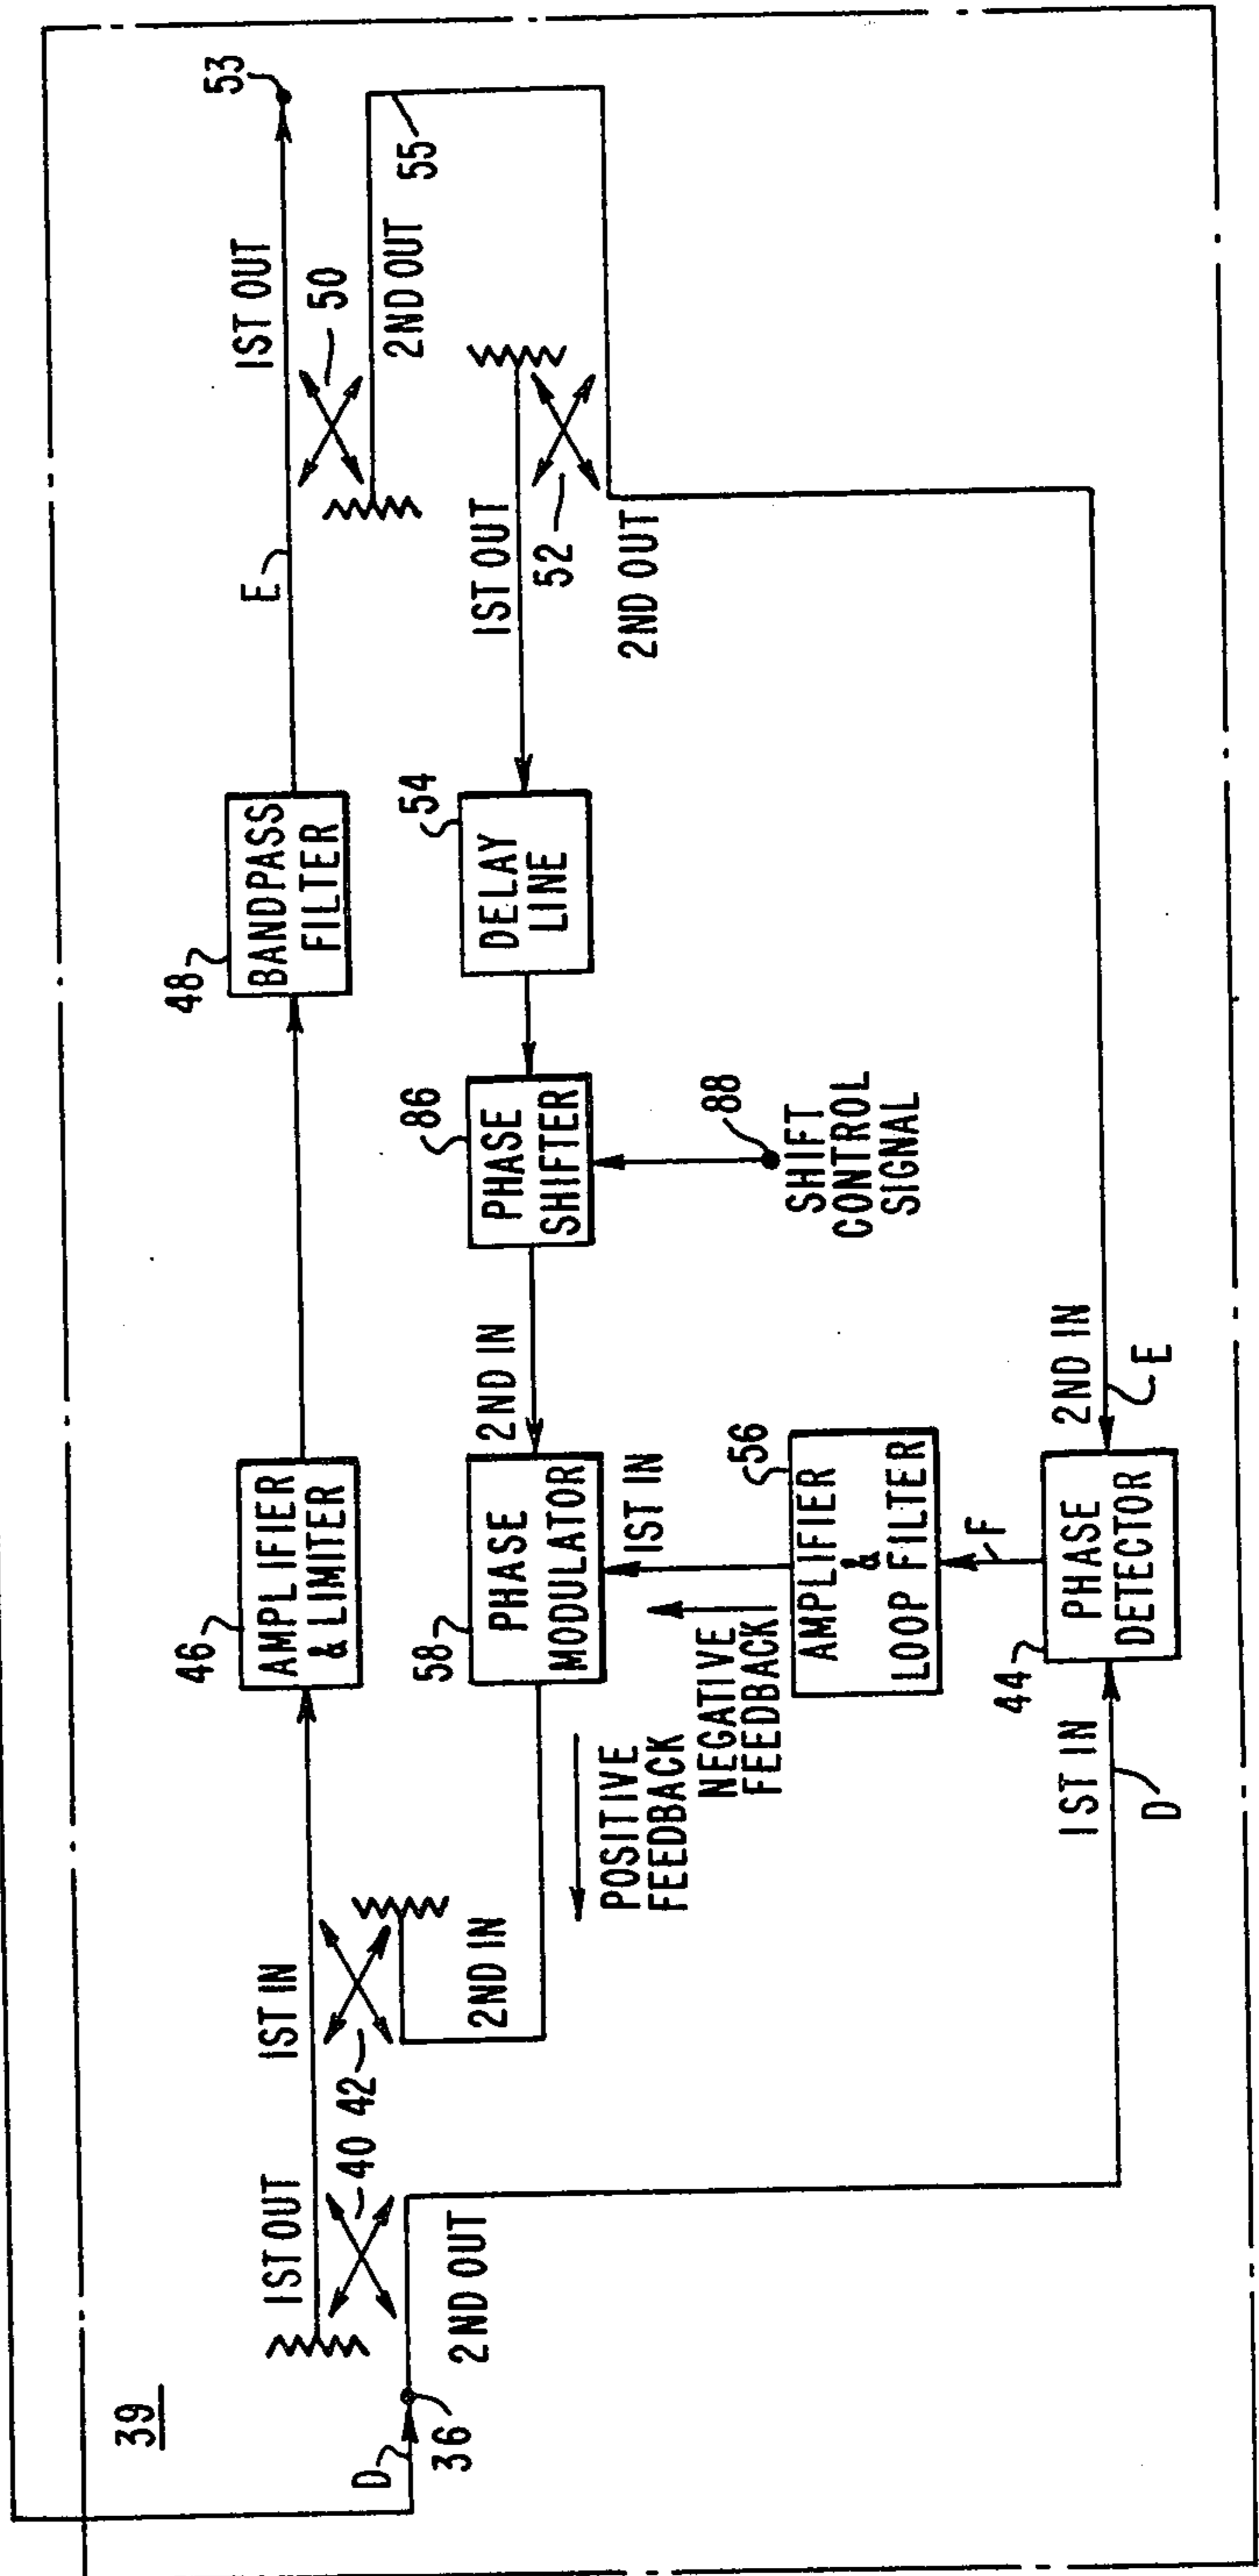 39
D
36
1ST OUT
40
2ND OUT
1ST IN
42
2ND IN
46
AMPLIFIER
& LIMITER
48
BANDPASS
FILTER
E
1ST OUT
53
50
2ND OUT
55
58
PHASE
MODULATOR
2ND IN
86
PHASE
SHIFTER
54
DELAY
LINE
1ST OUT
52
2ND OUT
POSITIVE
FEEDBACK
NEGATIVE
FEEDBACK
1ST IN
88
SHIFT
CONTROL
SIGNAL
56
AMPLIFIER
&
LOOP FILTER
F
1ST IN
D
44
PHASE
DETECTOR
2ND IN
E